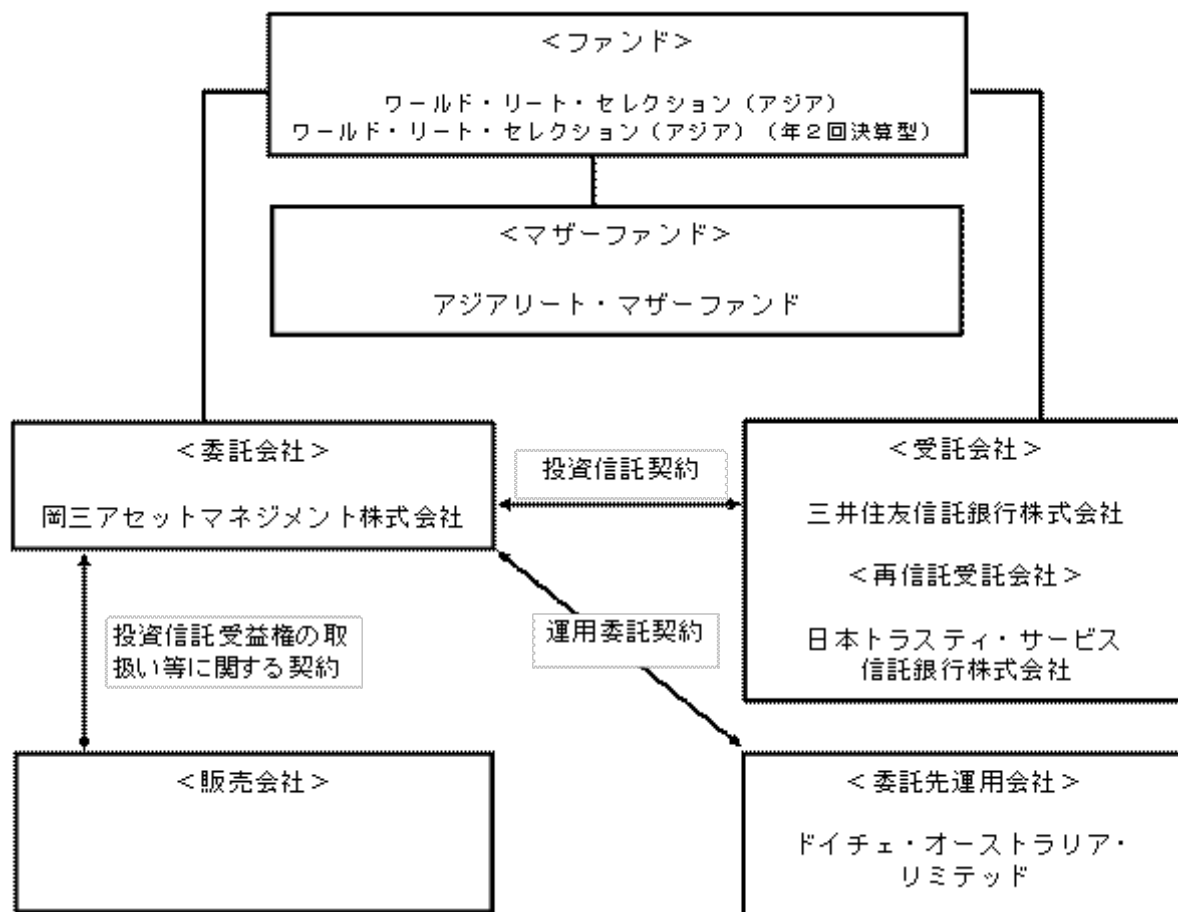 ＜ファンド＞
ワールド・リート・セレクション（アジア）
ワールド・リート・セレクション（アジア）（年２回決算型）
＜マザーファンド＞
アジアリート・マザーファンド
＜委託会社＞
岡三アセットマネジメント株式会社
投資信託契約
＜受託会社＞
三井住友信託銀行株式会社
＜再信託受託会社＞
日本トラスティ・サービス
信託銀行株式会社
投資信託受益権の取
扱い等に関する契約
運用委託契約
＜販売会社＞
＜委託先運用会社＞
ドイチェ・オーストラリア・
リミテッド